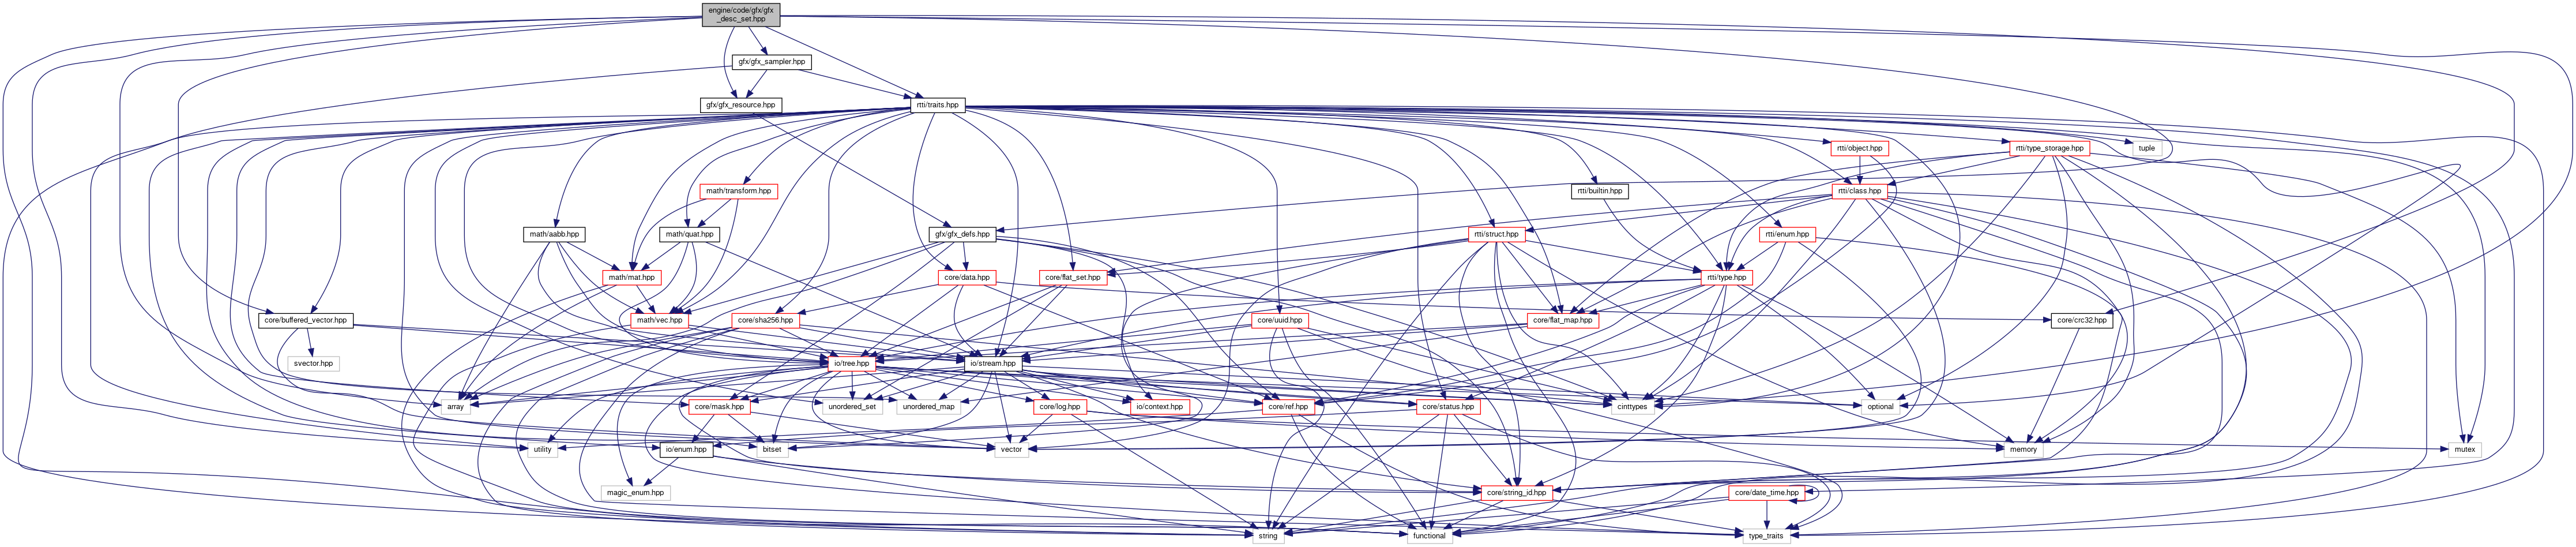 engine/code/gfx/gfx
_desc_set.hpp
gfx/gfx_sampler.hpp
gfx/gfx_resource.hpp
rtti/traits.hpp
rtti/object.hpp
rtti/type_storage.hpp
tuple
math/transform.hpp
rtti/builtin.hpp
rtti/class.hpp
math/aabb.hpp
math/quat.hpp
gfx/gfx_defs.hpp
rtti/struct.hpp
rtti/enum.hpp
math/mat.hpp
core/data.hpp
core/flat_set.hpp
rtti/type.hpp
core/buffered_vector.hpp
math/vec.hpp
core/sha256.hpp
core/uuid.hpp
core/flat_map.hpp
core/crc32.hpp
svector.hpp
io/tree.hpp
io/stream.hpp
array
core/mask.hpp
unordered_set
unordered_map
core/log.hpp
io/context.hpp
core/ref.hpp
core/status.hpp
cinttypes
optional
utility
io/enum.hpp
bitset
vector
memory
mutex
magic_enum.hpp
core/string_id.hpp
core/date_time.hpp
string
functional
type_traits